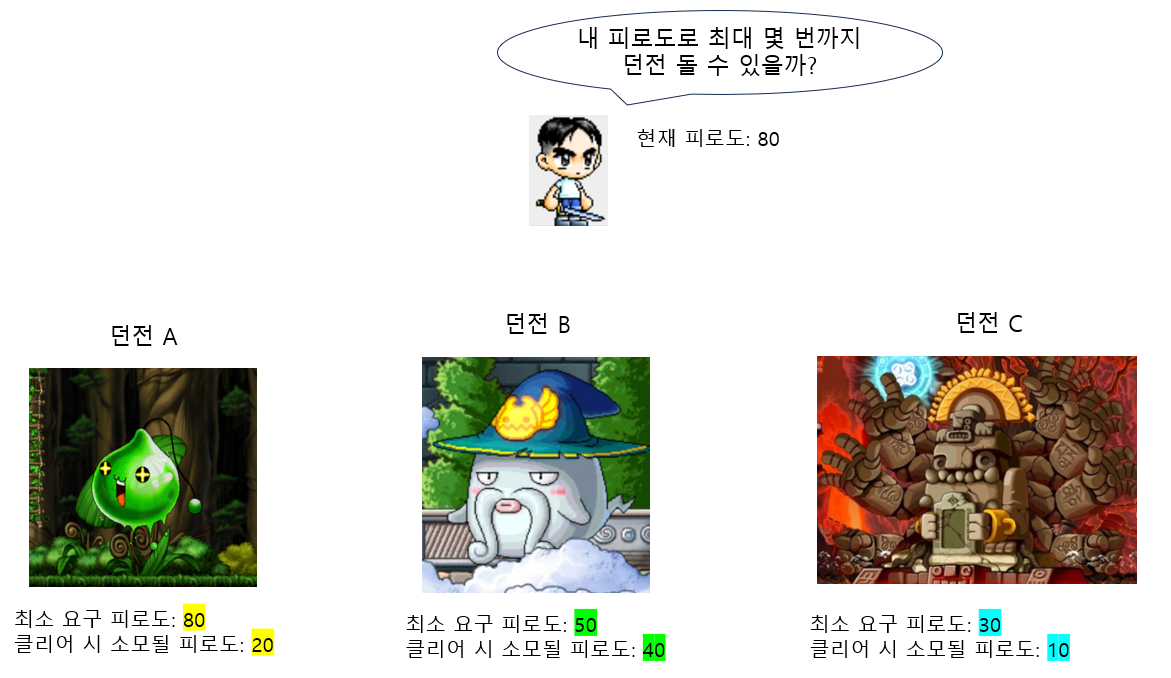 내 피로도로 최대 몇 번까지
던전 돌 수 있을까?
현재 피로도: 80
던전 A
던전 B
던전 C
최소 요구 피로도: 80
클리어 시 소모될 피로도: 20
최소 요구 피로도: 50
클리어 시 소모될 피로도: 40
최소 요구 피로도: 30
클리어 시 소모될 피로도: 10